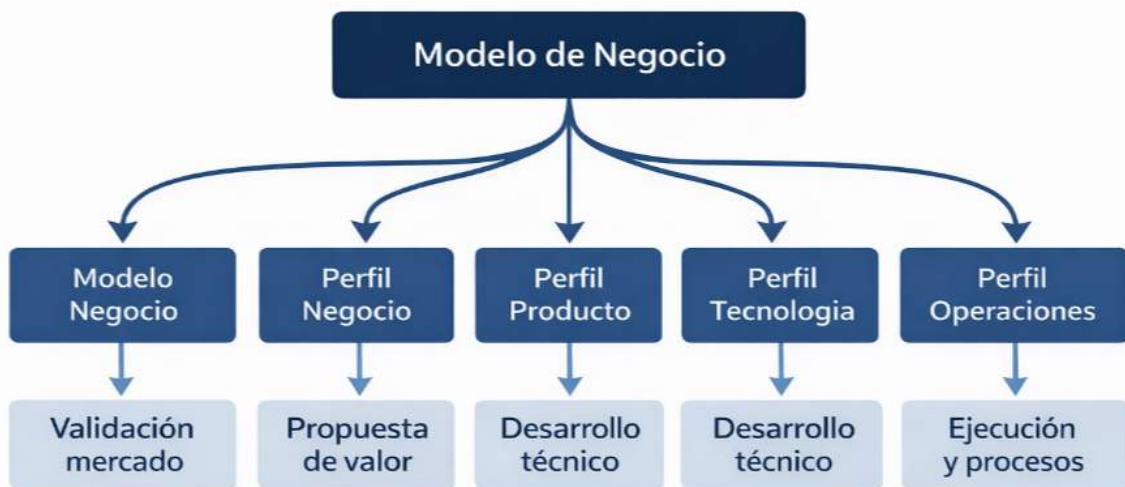 Modelo de Negocio
Modelo
Negocio
Perfil
Negocio
Perfil
Producto
Perfil
Tecnologia
Perfil
Operaciones
Validación
mercado
Propuesta
de valor
Desarrollo
técnico
Desarrollo
técnico
Ejecución
y procesos